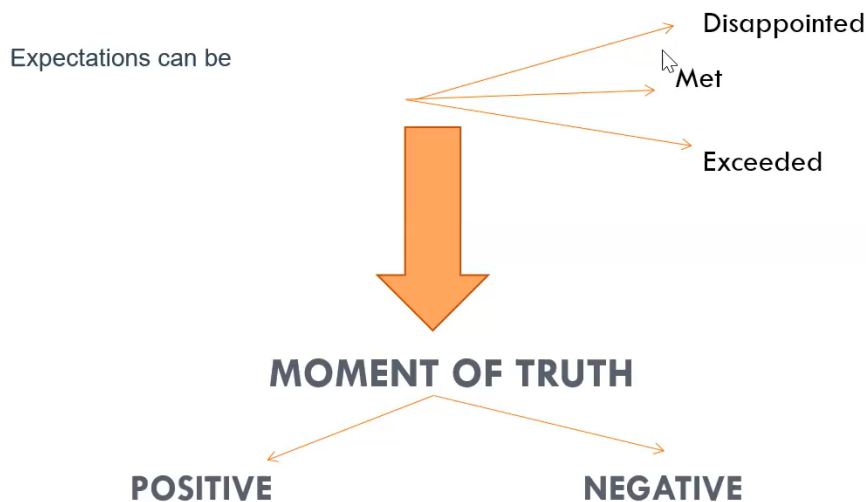 Disappointed
Expectations can be
Met
Exceeded
MOMENT OF TRUTH
POSITIVE
NEGATIVE